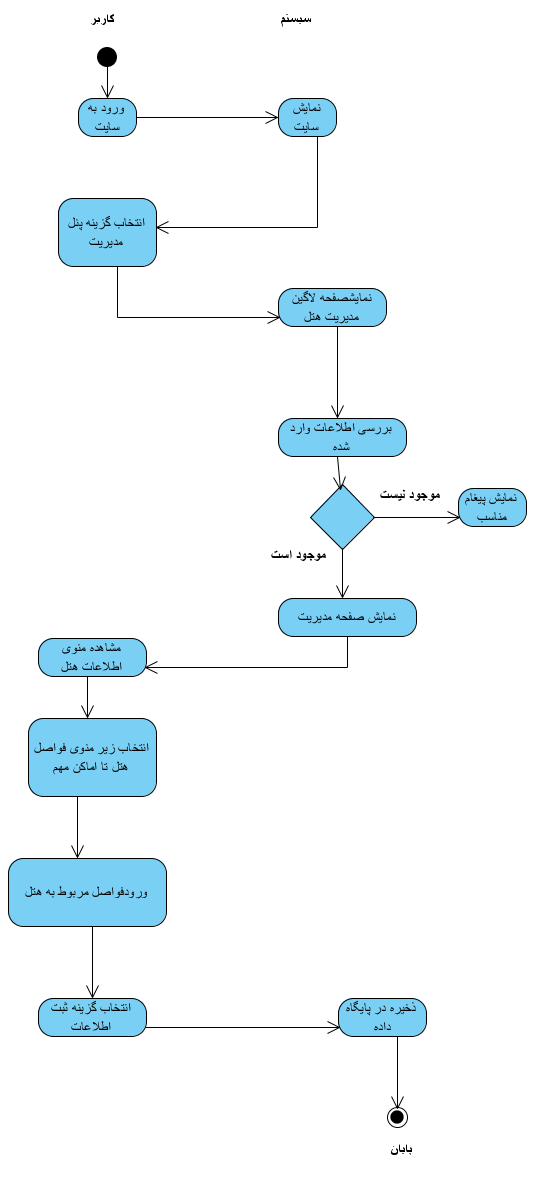 کاربر
سیستم
ورود به
سایت
نمایش
سایت
انتخاب گزینه پنل
مدیریت
نمایشصفحه لاگین
مدیریت هتل
بررسی اطلاعات وارد
شده
موجود نیست
نمایش پیغام
مناسب
موجود است
نمایش صفحه مدیریت
مشاهده منوی
اطلاعات هتل
انتخاب زیر منوی فواصل
هتل تا اماکن مهم
ورودفواصل مربوط به هتل
انتخاب گزینه ثبت
اطلاعات
ذخیره در پایگاه
داده
پایان